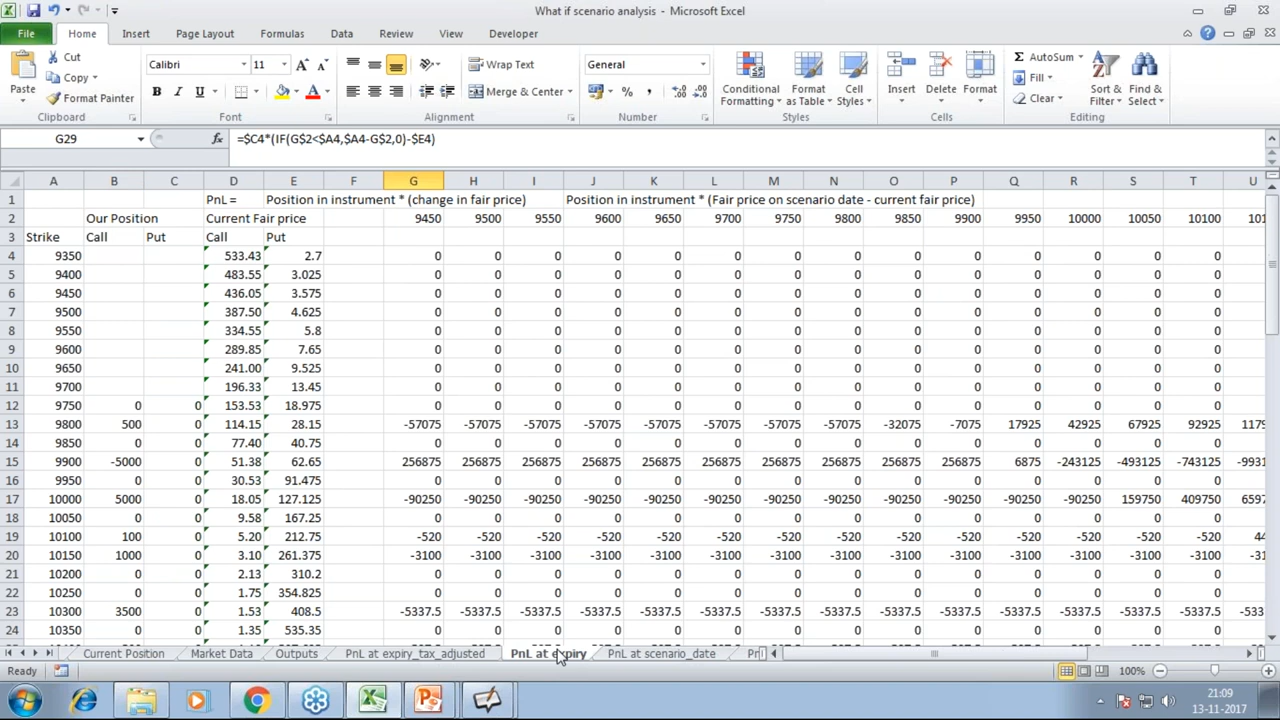 What if scenario analysis - Microsoft Excel
File Home Insert Page Layout Formulas Data Review View Developer
Cut
Copy
Format Painter
Paste
Clipboard
Calibri 11
Font
Wrap Text
Merge & Center
Alignment
General
Number
Conditional Formatting
Format as Table
Cell Styles
Styles
Insert Delete Format
Cells
AutoSum
Fill
Clear
Sort & Filter
Find & Select
Editing
G29 fx =$C4*(IF(G$2<$A4,$A4-G$2,0)-$E4)
A B C D E F G H I J K L M N O P Q R S T U
1 PnL = Position in instrument * (change in fair price) Position in instrument * (Fair price on scenario date - current fair price)
2 Our Position Current Fair price 9450 9500 9550 9600 9650 9700 9750 9800 9850 9900 9950 10000 10050 10100 101
3 Strike Call Put Call Put
4 9350 533.43 2.7 0 0 0 0 0 0 0 0 0 0 0 0 0 0
5 9400 483.55 3.025 0 0 0 0 0 0 0 0 0 0 0 0 0 0
6 9450 436.05 3.575 0 0 0 0 0 0 0 0 0 0 0 0 0 0
7 9500 387.50 4.625 0 0 0 0 0 0 0 0 0 0 0 0 0 0
8 9550 334.55 5.8 0 0 0 0 0 0 0 0 0 0 0 0 0 0
9 9600 289.85 7.65 0 0 0 0 0 0 0 0 0 0 0 0 0 0
10 9650 241.00 9.525 0 0 0 0 0 0 0 0 0 0 0 0 0 0
11 9700 196.33 13.45 0 0 0 0 0 0 0 0 0 0 0 0 0 0
12 9750 0 0 153.53 18.975 0 0 0 0 0 0 0 0 0 0 0 0 0 0
13 9800 500 0 114.15 28.15 -57075 -57075 -57075 -57075 -57075 -57075 -57075 -57075 -32075 -7075 17925 42925 67925 92925 1179
14 9850 0 0 77.40 40.75 0 0 0 0 0 0 0 0 0 0 0 0 0 0
15 9900 -5000 0 51.38 62.65 256875 256875 256875 256875 256875 256875 256875 256875 256875 256875 6875 -243125 -493125 -743125 -9931
16 9950 0 0 30.53 91.475 0 0 0 0 0 0 0 0 0 0 0 0 0 0
17 10000 5000 0 18.05 127.125 -90250 -90250 -90250 -90250 -90250 -90250 -90250 -90250 -90250 -90250 -90250 -90250 159750 409750 6597
18 10050 0 0 9.58 167.25 0 0 0 0 0 0 0 0 0 0 0 0 0 0
19 10100 100 0 5.20 212.75 -520 -520 -520 -520 -520 -520 -520 -520 -520 -520 -520 -520 -520 -520 44
20 10150 1000 0 3.10 261.375 -3100 -3100 -3100 -3100 -3100 -3100 -3100 -3100 -3100 -3100 -3100 -3100 -3100 -3100 -31
21 10200 0 0 2.13 310.2 0 0 0 0 0 0 0 0 0 0 0 0 0 0
22 10250 0 0 1.75 354.825 0 0 0 0 0 0 0 0 0 0 0 0 0 0
23 10300 3500 0 1.53 408.5 -5337.5 -5337.5 -5337.5 -5337.5 -5337.5 -5337.5 -5337.5 -5337.5 -5337.5 -5337.5 -5337.5 -5337.5 -5337.5 -5337.5 -533
24 10350 0 0 1.35 535.35 0 0 0 0 0 0 0 0 0 0 0 0 0 0
Current Position Market Data Outputs PnL at expiry_tax_adjusted PnL at expiry PnL at scenario_date
Ready 100%
21:09
13-11-2017